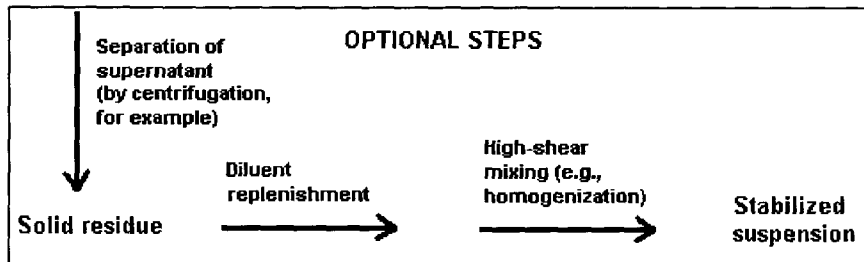 OPTIONAL STEPS
Separation of
supernatant
(by centrifugation,
for example)
Solid residue
Diluent
replenishment
High-shear
mixing (e.g.,
homogenization)
Stabilized
suspension